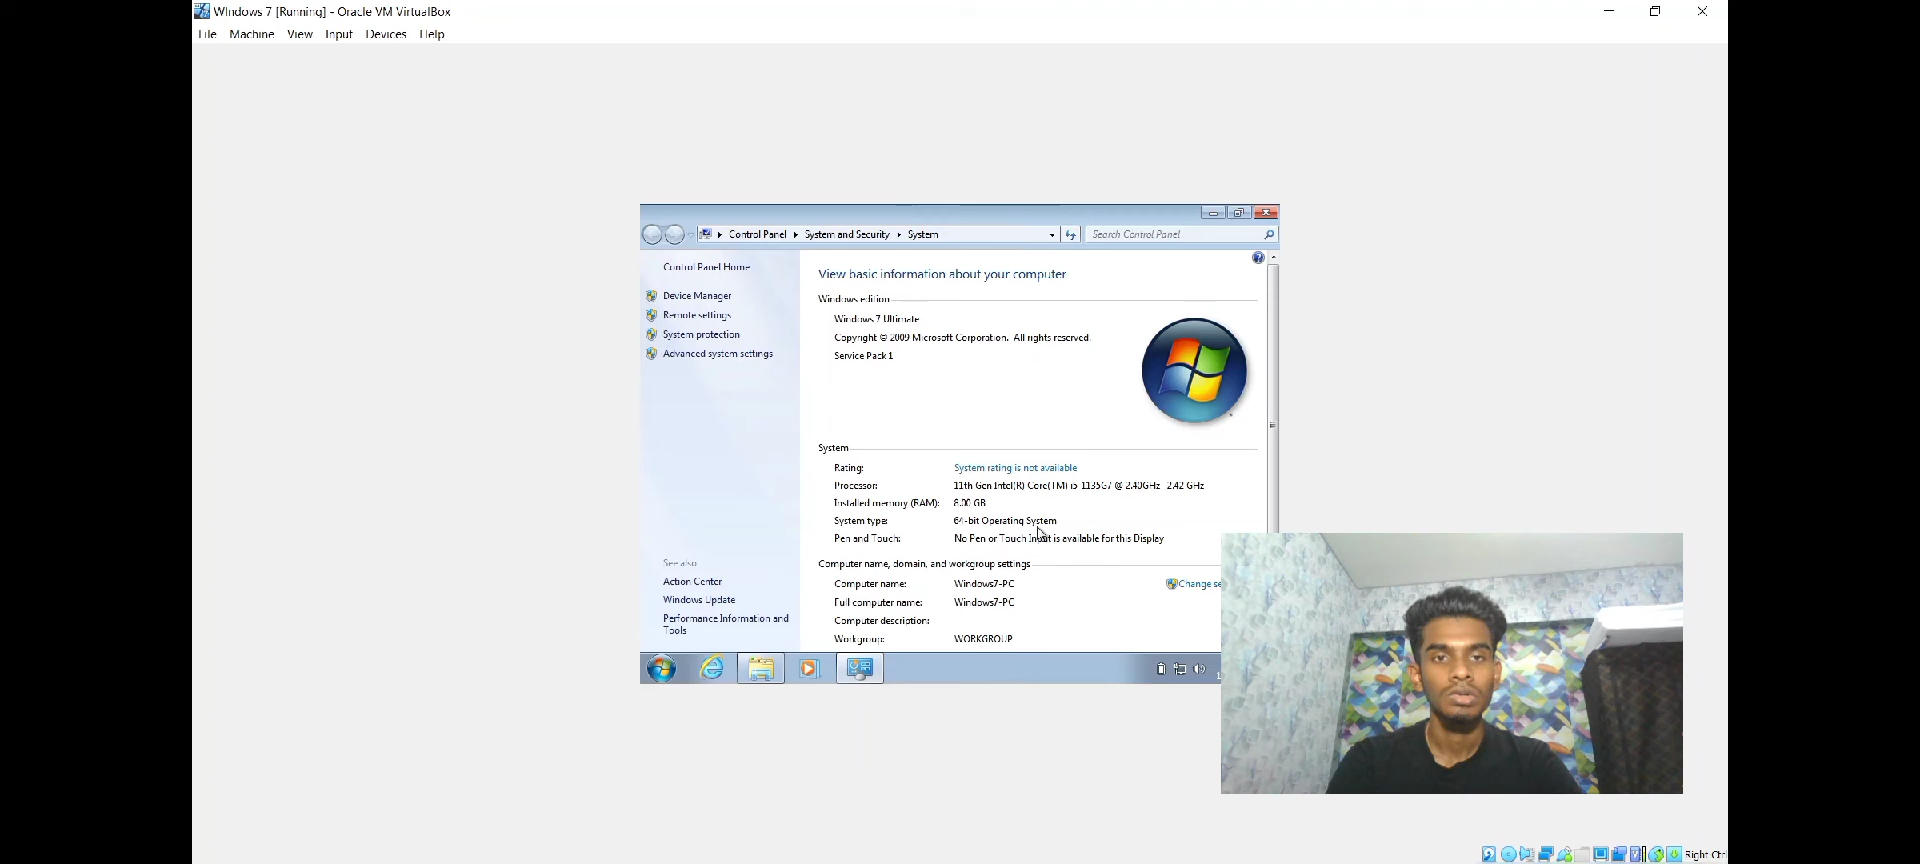 WIndows 7 [Running] - Oracle VM VirtualBox
File Machine View Input Devices Help
Control Panel System and Security System Search Control Panel
Control Panel Home
Device Manager
Remote settings
System protection
Advanced system settings
See also
Action Center
Windows Update
Performance Information and
Tools
View basic information about your computer
Windows edition
Windows 7 Ultimate
Copyright © 2009 Microsoft Corporation. All rights reserved.
Service Pack 1
System
Rating: System rating is not available
Processor: 11th Gen Intel(R) Core(TM) i5-1135G7 @ 2.40GHz 2.42 GHz
Installed memory (RAM): 8.00 GB
System type: 64-bit Operating System
Pen and Touch: No Pen or Touch Input is available for this Display
Computer name, domain, and workgroup settings
Computer name: Windows7-PC Change se
Full computer name: Windows7-PC
Computer description:
Workgroup: WORKGROUP
Right Ctrl